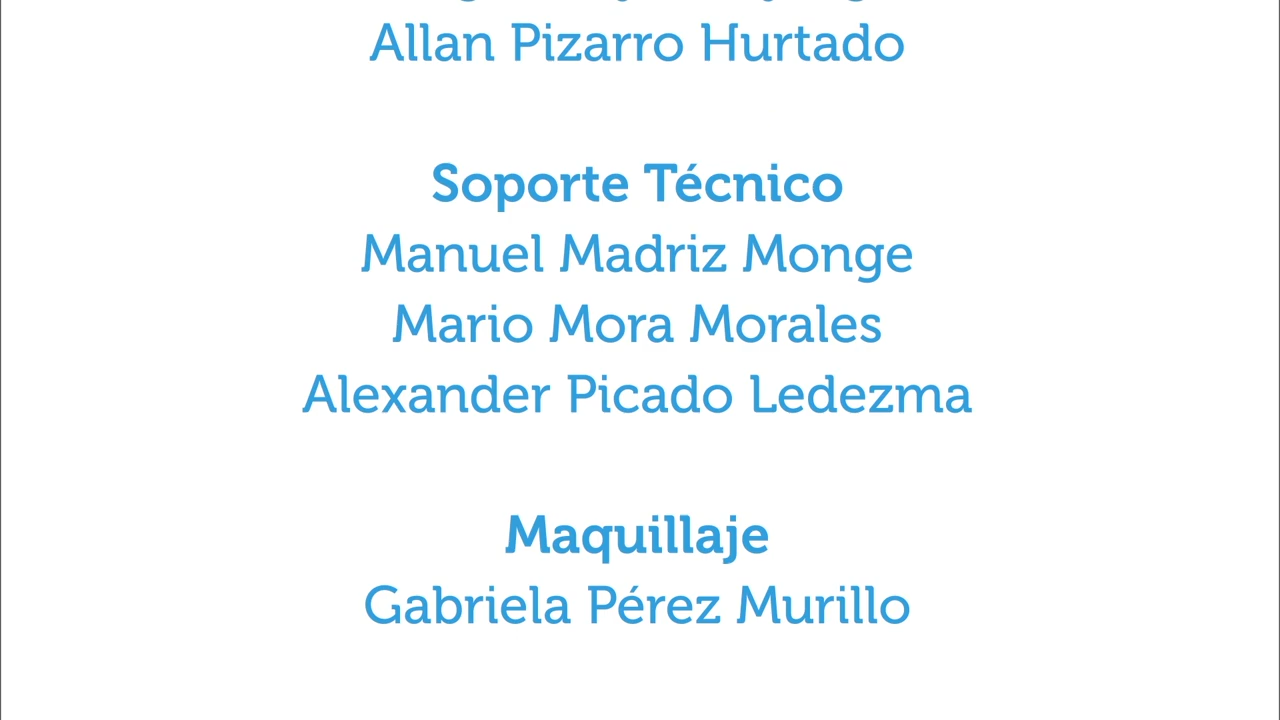 Allan Pizarro Hurtado
Soporte Técnico
Manuel Madriz Monge
Mario Mora Morales
Alexander Picado Ledezma
Maquillaje
Gabriela Pérez Murillo